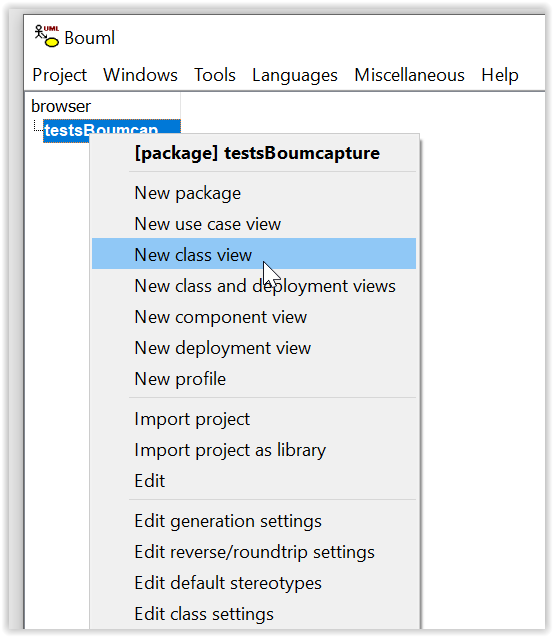 UML
Bouml
Project Windows Tools Languages Miscellaneous Help
browser
testsBoumcap
[package] testsBoumcapture
New package
New use case view
New class view
New class and deployment views
New component view
New deployment view
New profile
Import project
Import project as library
Edit
Edit generation settings
Edit reverse/roundtrip settings
Edit default stereotypes
Edit class settings